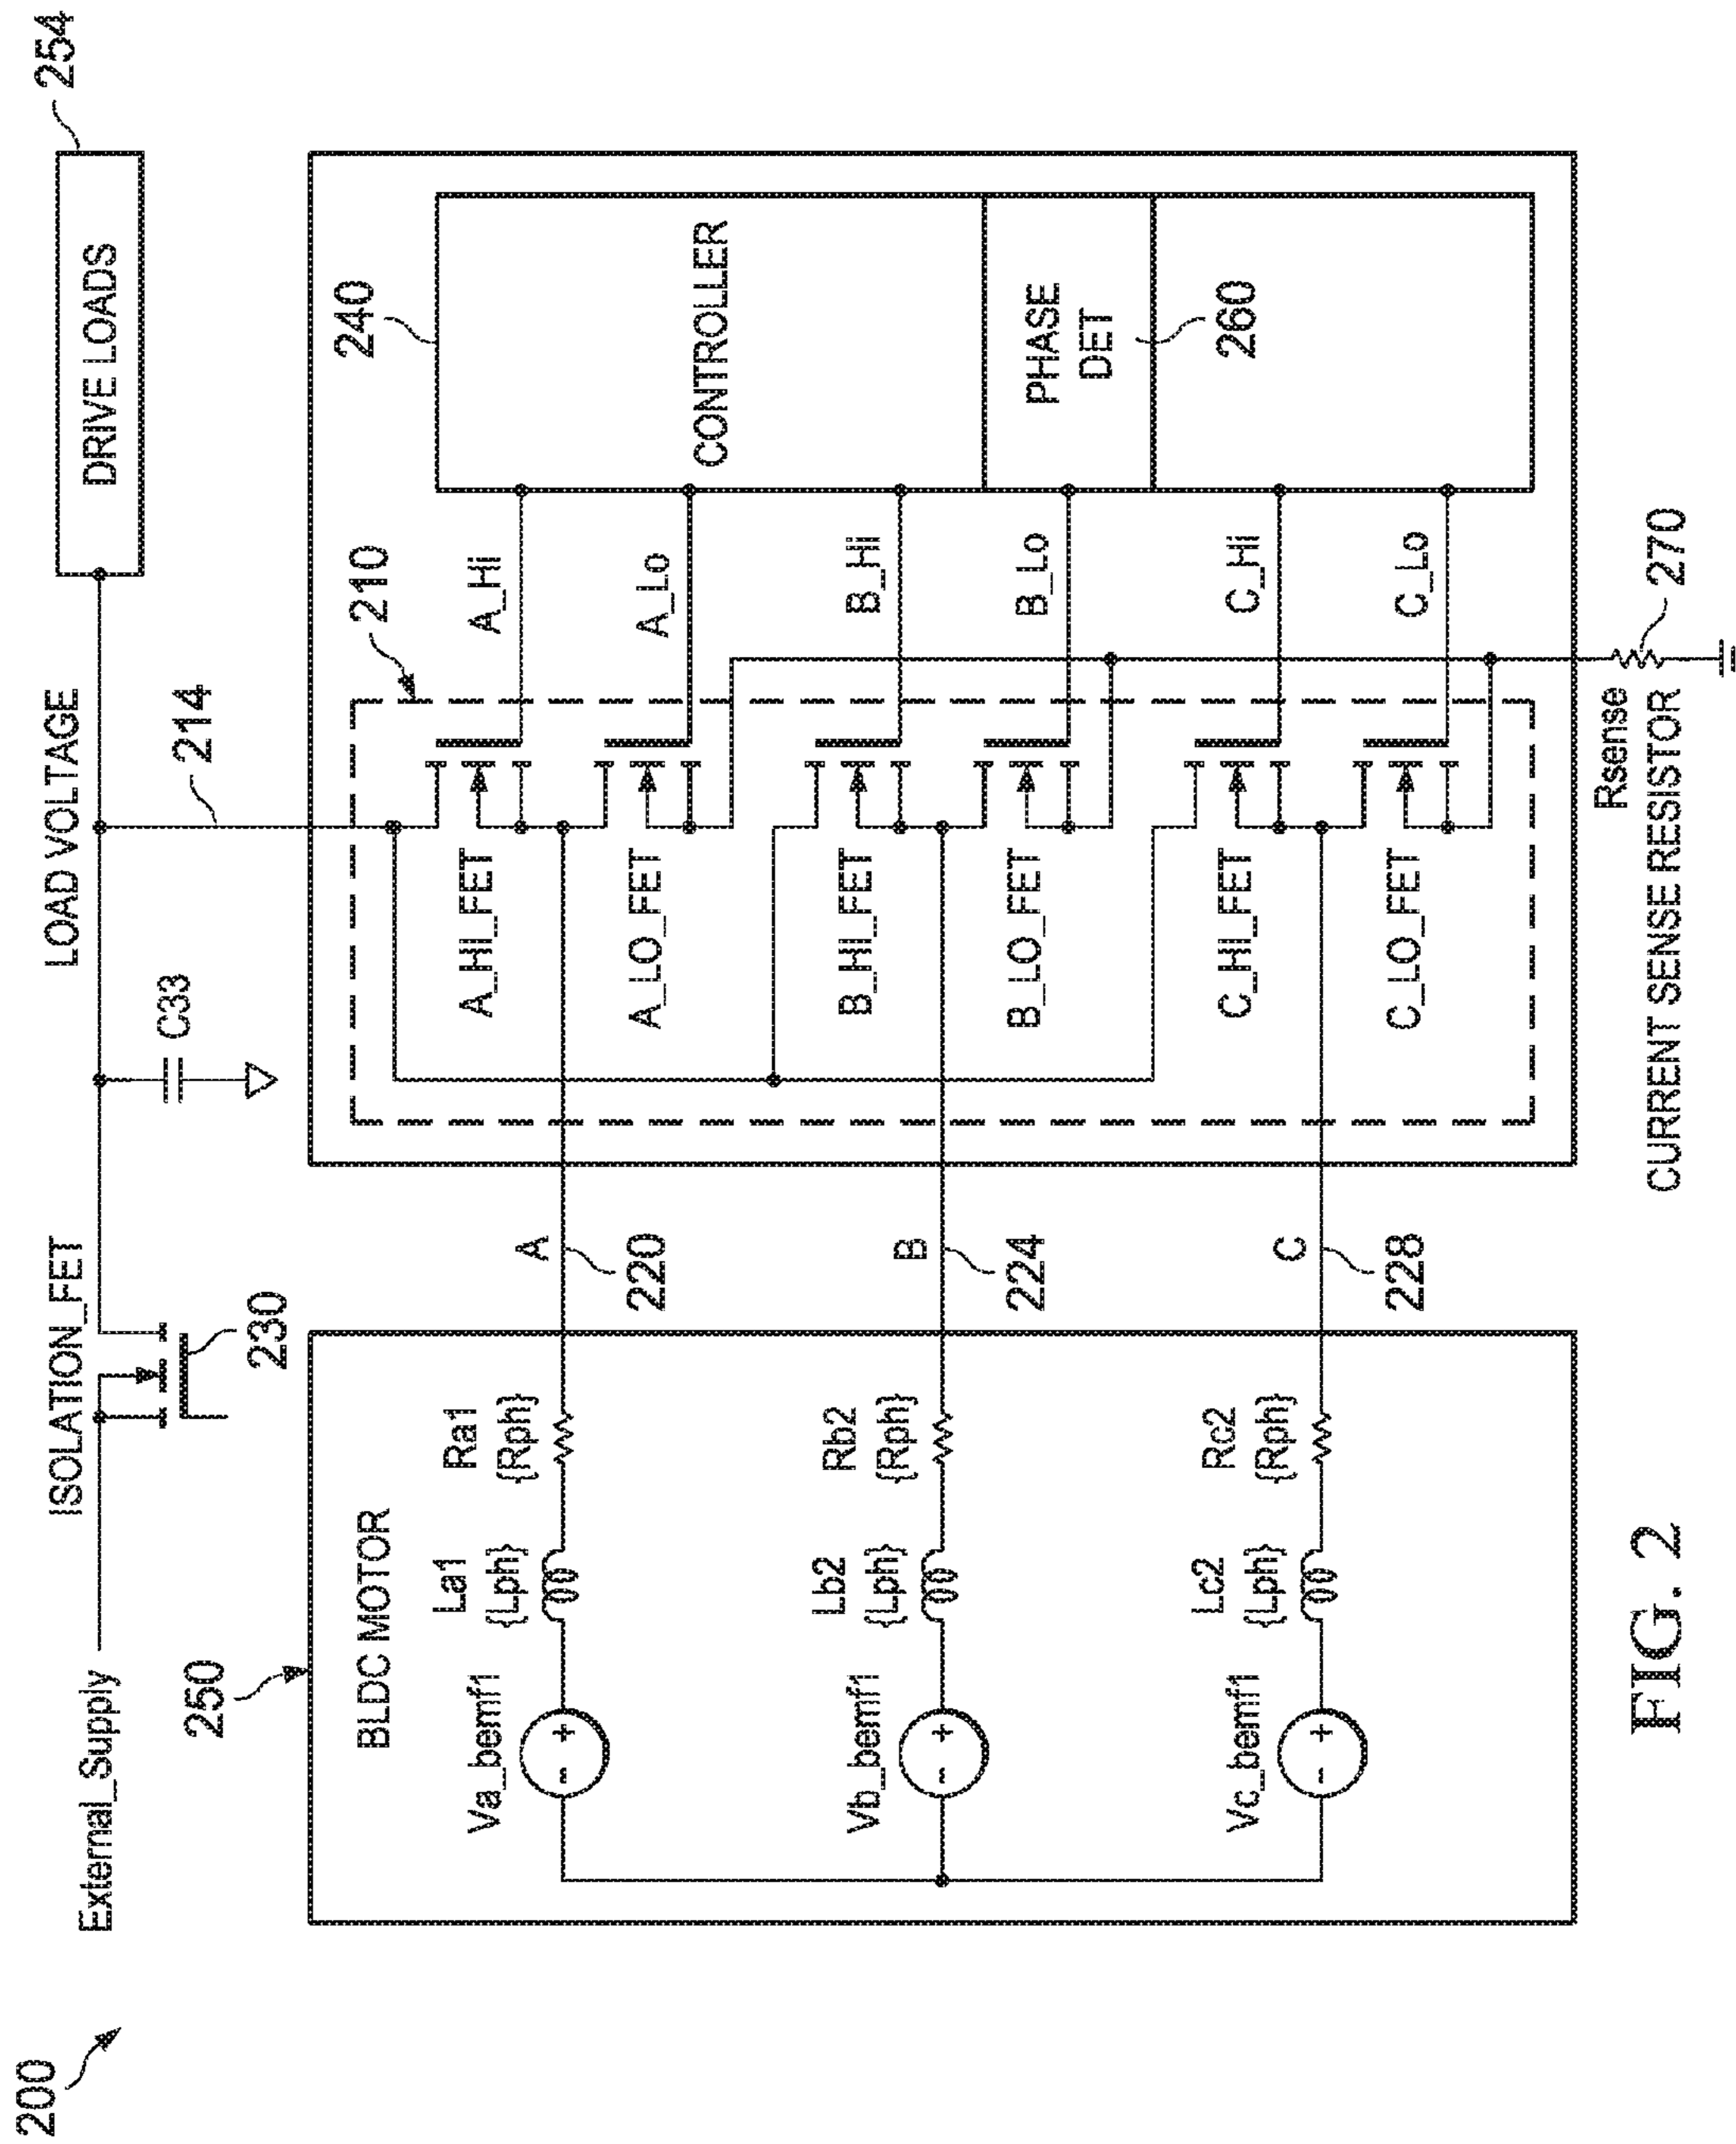 200
External_Supply
ISOLATION_FET
230
C33
LOAD VOLTAGE
214
DRIVE LOADS
254
250
BLDC MOTOR
Va_bemf1
La1
{Lph}
Ra1
{Rph}
Vb_bemf1
Lb2
{Lph}
Rb2
{Rph}
Vc_bemf1
Lc2
{Lph}
Rc2
{Rph}
A
220
B
224
C
228
210
A_HI_FET
A_LO_FET
B_HI_FET
B_LO_FET
C_HI_FET
C_LO_FET
A_Hi
A_Lo
B_Hi
B_Lo
C_Hi
C_Lo
240
CONTROLLER
PHASE
DET
260
Rsense
CURRENT SENSE RESISTOR
270
FIG. 2